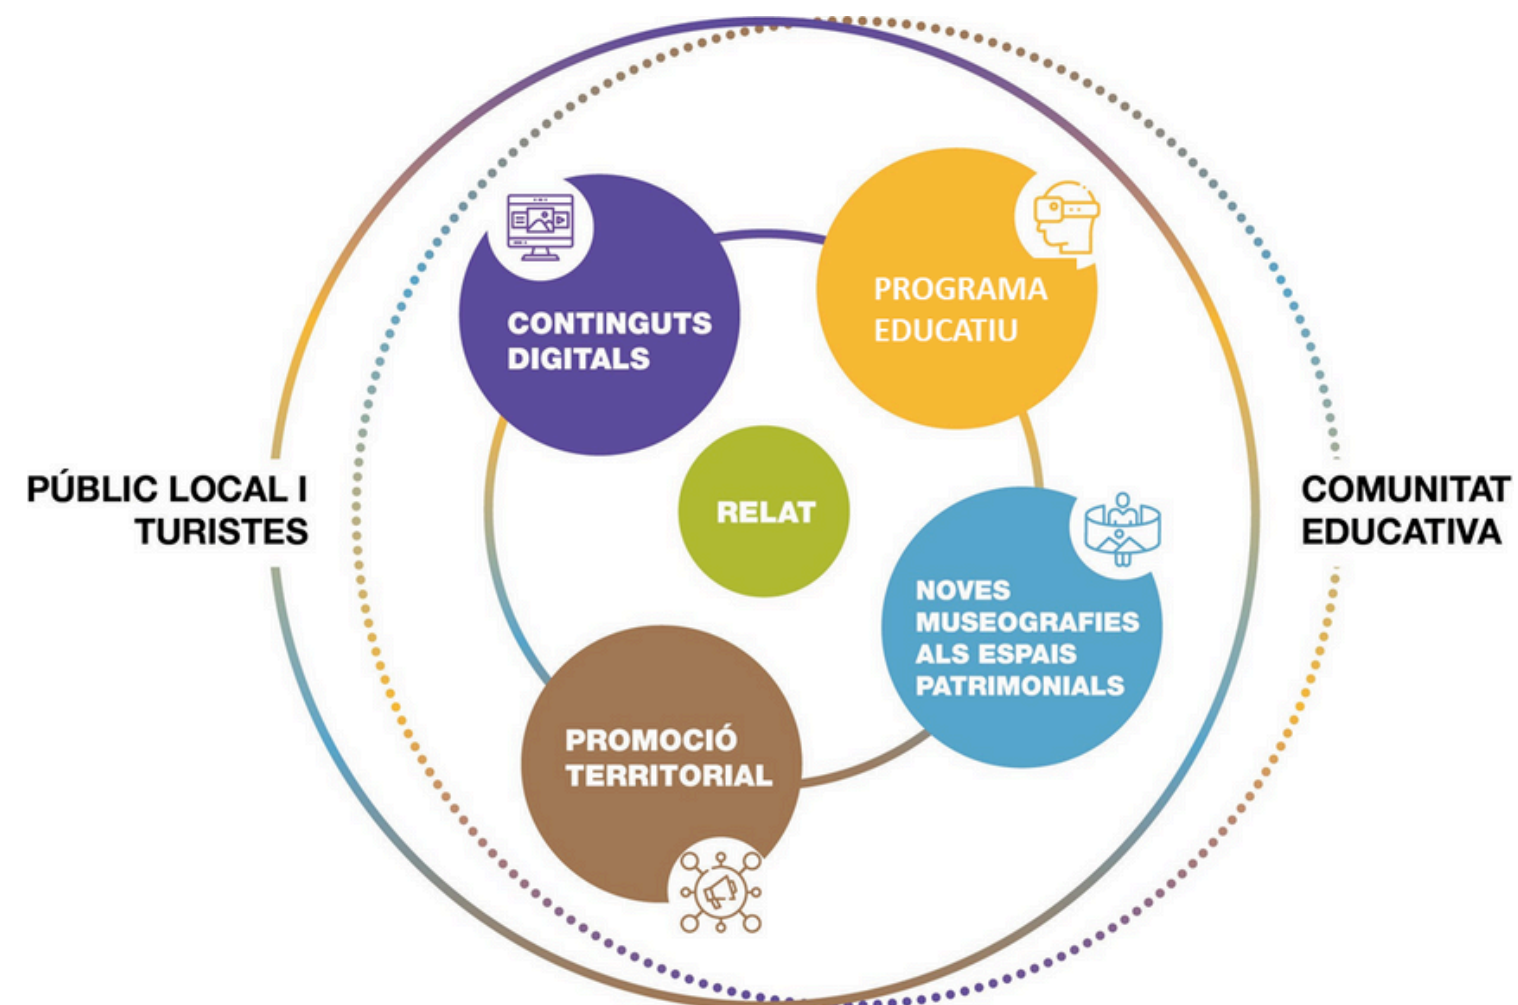 CONTINGUTS
DIGITALS
PROGRAMA
EDUCATIU
PÚBLIC LOCAL I
TURISTES
RELAT
COMUNITAT
EDUCATIVA
NOVES
MUSEOGRAFIES
ALS ESPAIS
PATRIMONIALS
PROMOCIÓ
TERRITORIAL